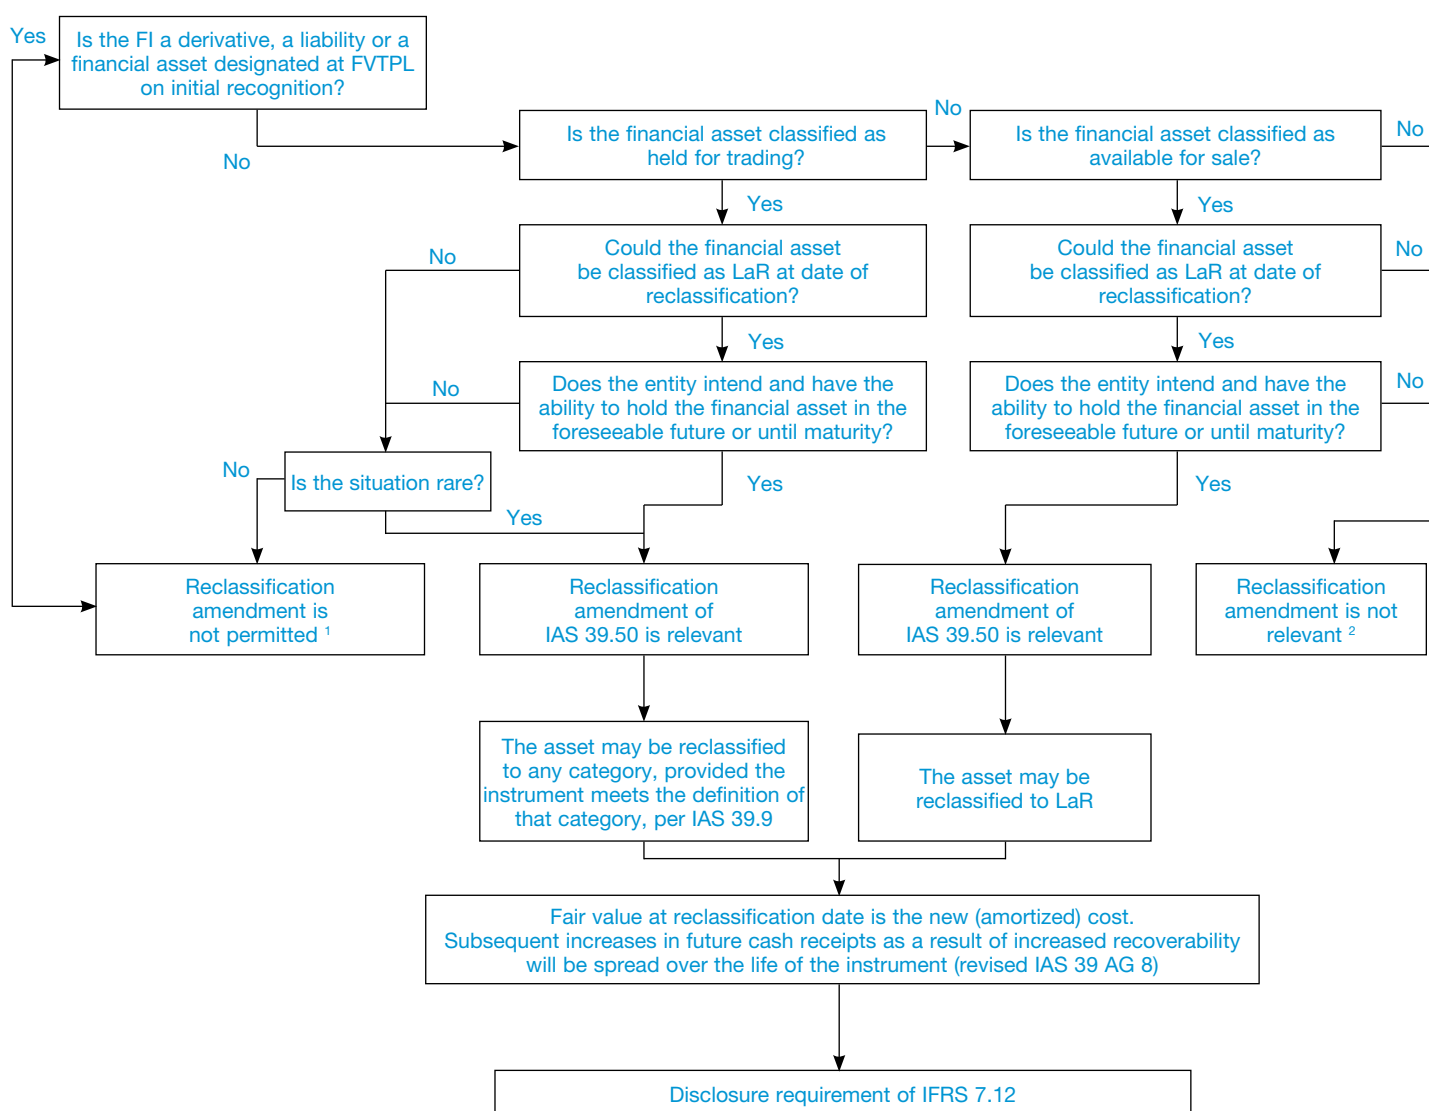 Yes
Is the FI a derivative, a liability or a
financial asset designated at FVTPL
on initial recognition?
No
Is the financial asset classified as
held for trading?
No
Is the financial asset classified as
available for sale?
No
Yes
Yes
No
Could the financial asset
be classified as LaR at date of
reclassification?
Could the financial asset
be classified as LaR at date of
reclassification?
No
Yes
Yes
No
Does the entity intend and have the
ability to hold the financial asset in the
foreseeable future or until maturity?
Does the entity intend and have the
ability to hold the financial asset in the
foreseeable future or until maturity?
No
No
Is the situation rare?
Yes
Yes
Yes
Reclassification
amendment is
not permitted 1
Reclassification
amendment of
IAS 39.50 is relevant
Reclassification
amendment of
IAS 39.50 is relevant
Reclassification
amendment is not
relevant 2
The asset may be reclassified
to any category, provided the
instrument meets the definition of
that category, per IAS 39.9
The asset may be
reclassified to LaR
Fair value at reclassification date is the new (amortized) cost.
Subsequent increases in future cash receipts as a result of increased recoverability
will be spread over the life of the instrument (revised IAS 39 AG 8)
Disclosure requirement of IFRS 7.12